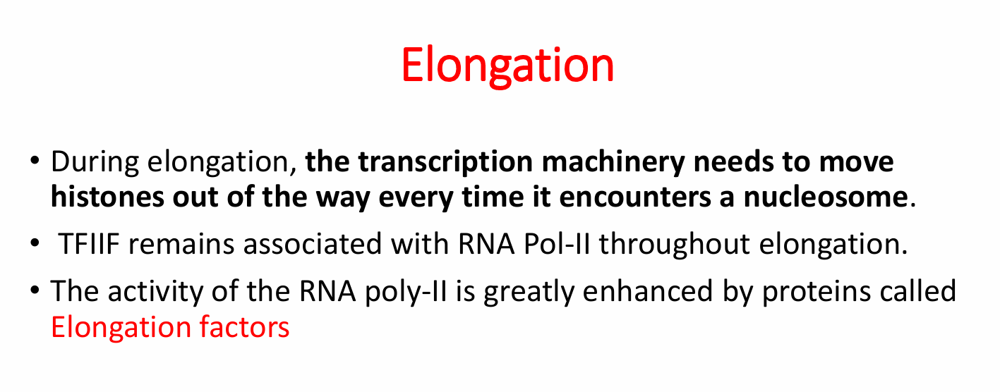 Elongation
• During elongation, the transcription machinery needs to move
histones out of the way every time it encounters a nucleosome.
• TFIIF remains associated with RNA Pol-II throughout elongation.
• The activity of the RNA poly-II is greatly enhanced by proteins called
Elongation factors